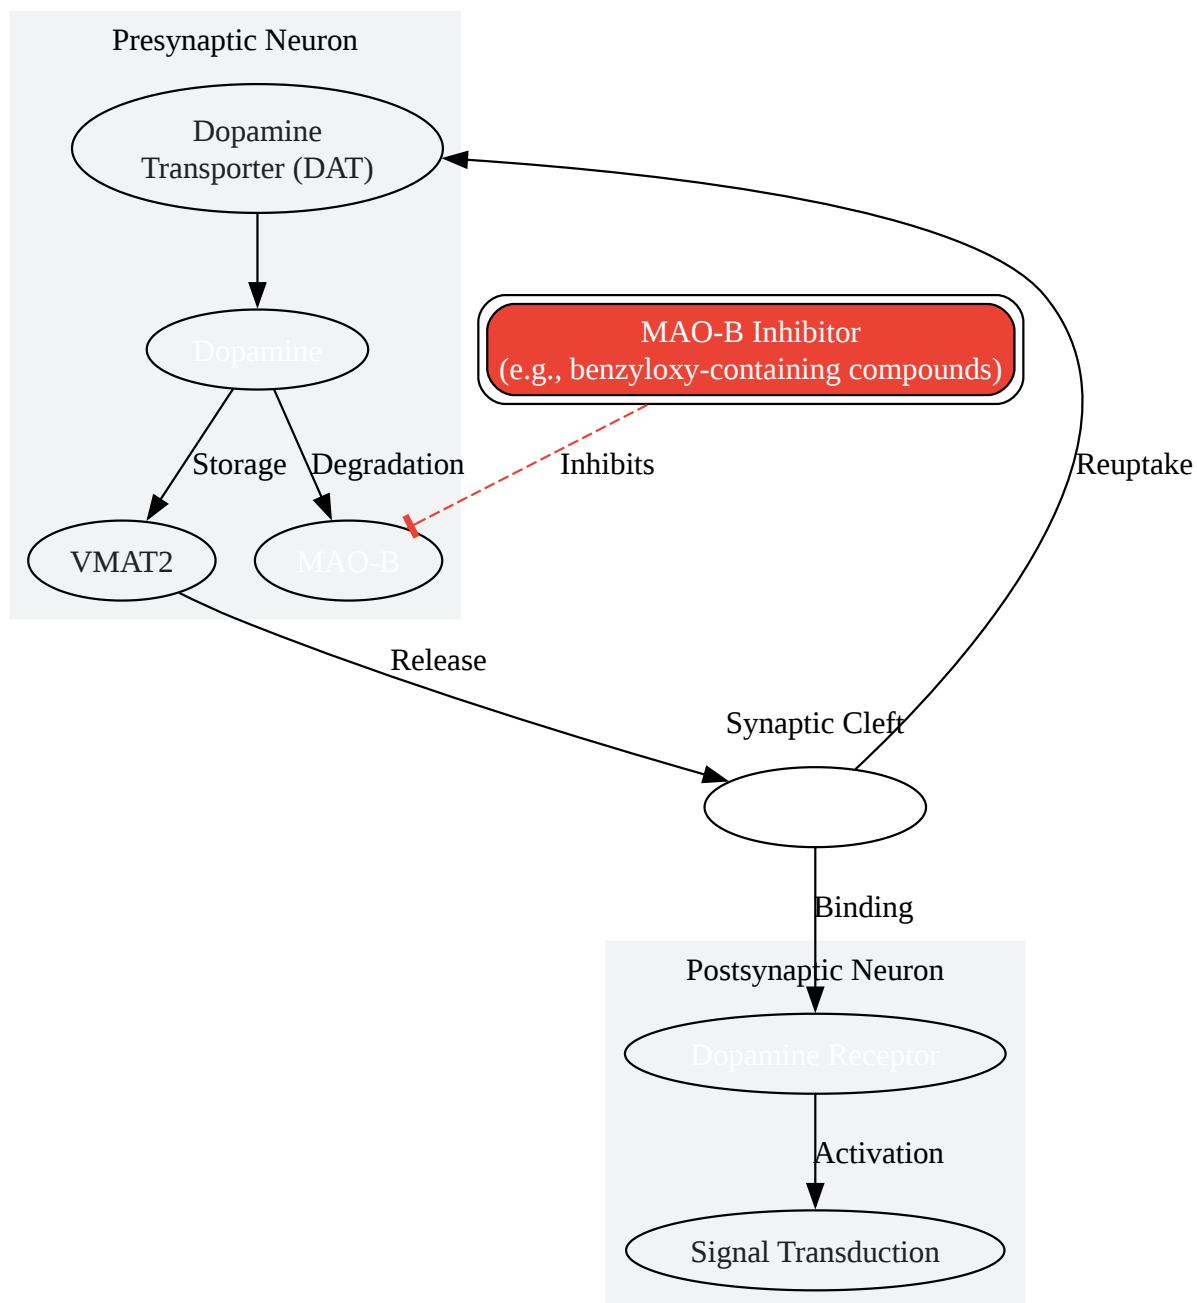 Presynaptic Neuron
Dopamine
Transporter (DAT)
MAO-B Inhibitor
(e.g., benzyloxy-containing compounds)
Dopamine
Storage
Degradation
Inhibits
Reuptake
VMAT2
MAO-B
Release
Synaptic Cleft
Binding
Postsynaptic Neuron
Dopamine Receptor
Activation
Signal Transduction